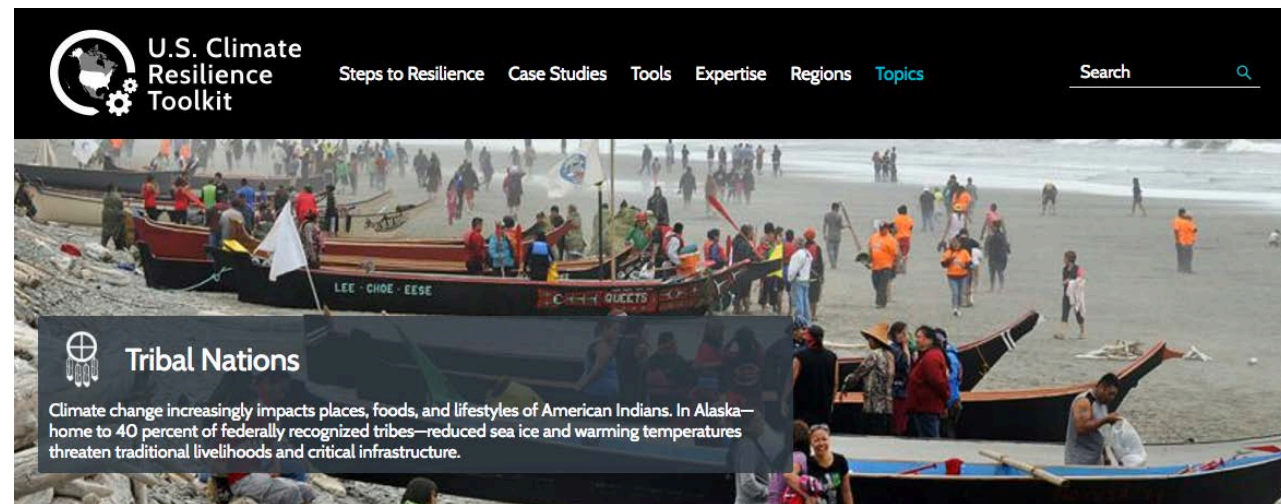 U.S. Climate
Resilience
Toolkit
Steps to Resilience Case Studies Tools Expertise Regions Topics
Search
LEE - CHOE - EESE
QUEETS
Tribal Nations
Climate change increasingly impacts places, foods, and lifestyles of American Indians. In Alaska—
home to 40 percent of federally recognized tribes—reduced sea ice and warming temperatures
threaten traditional livelihoods and critical infrastructure.